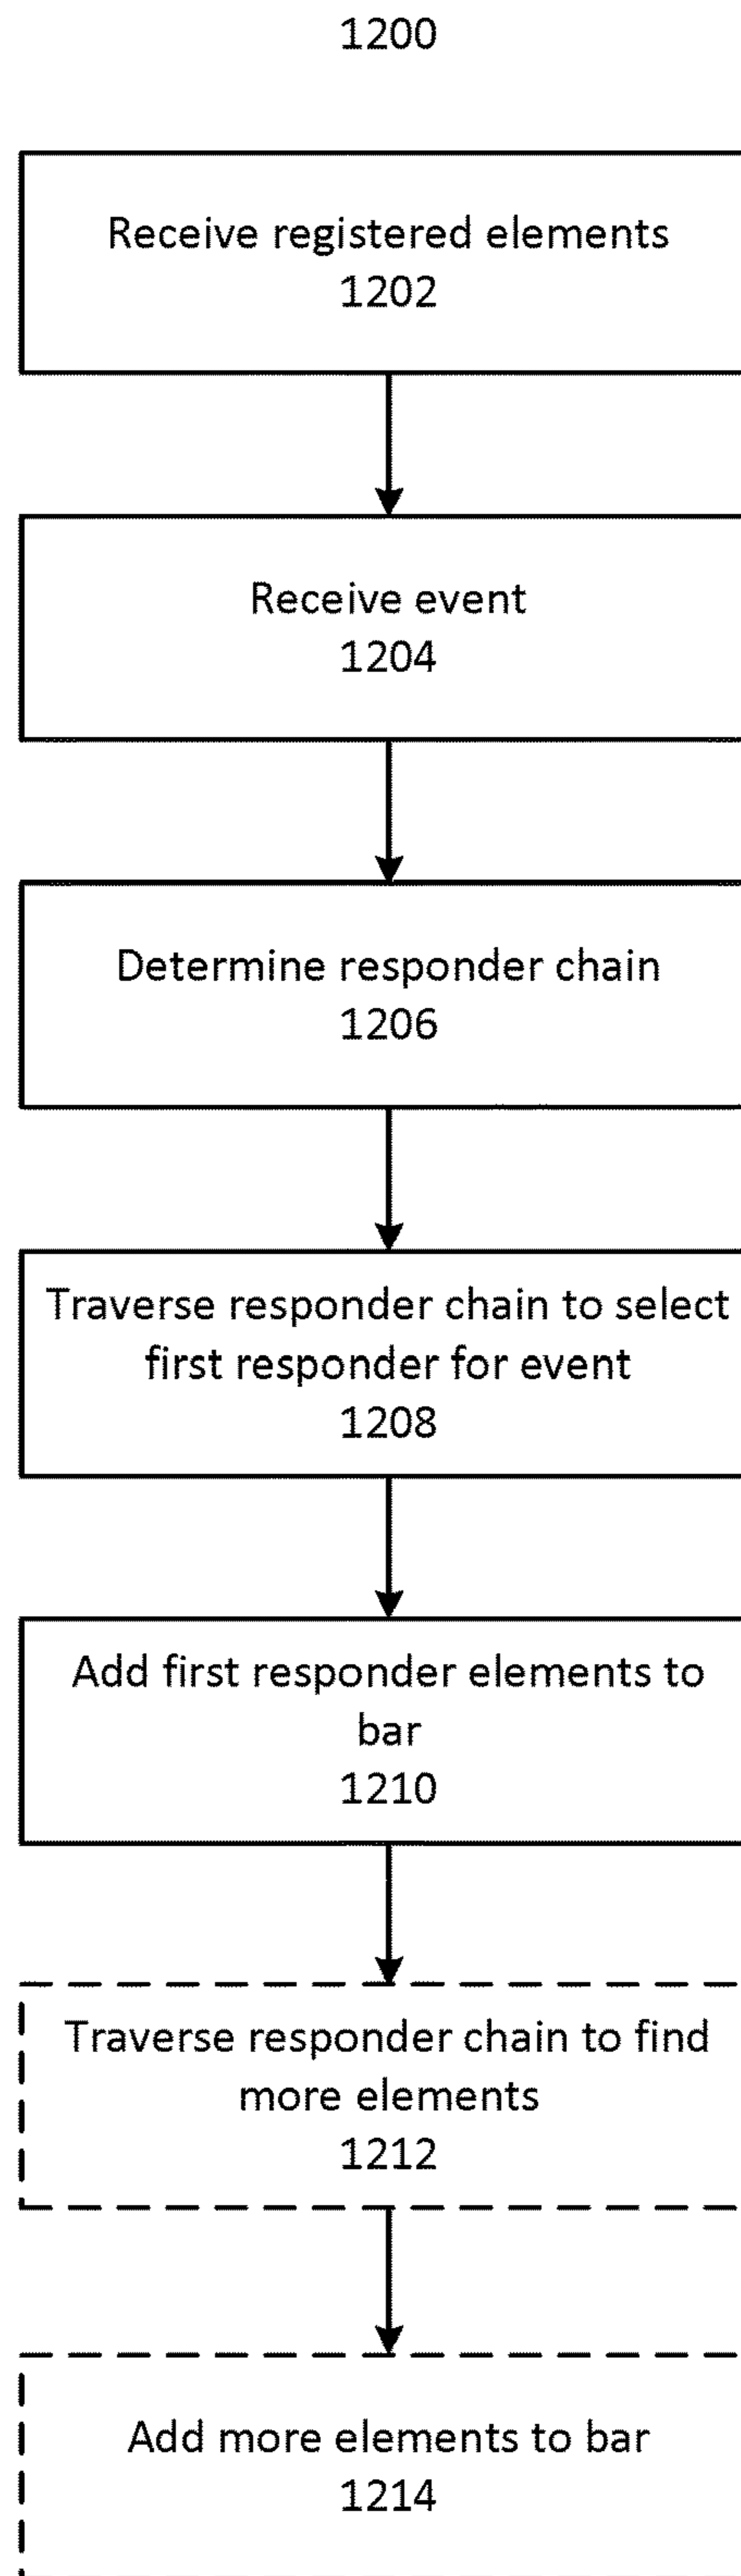 1200
Receive registered elements
1202
Receive event
1204
Determine responder chain
1206
Traverse responder chain to select
first responder for event
1208
Add first responder elements to
bar
1210
Traverse responder chain to find
more elements
1212
Add more elements to bar
1214